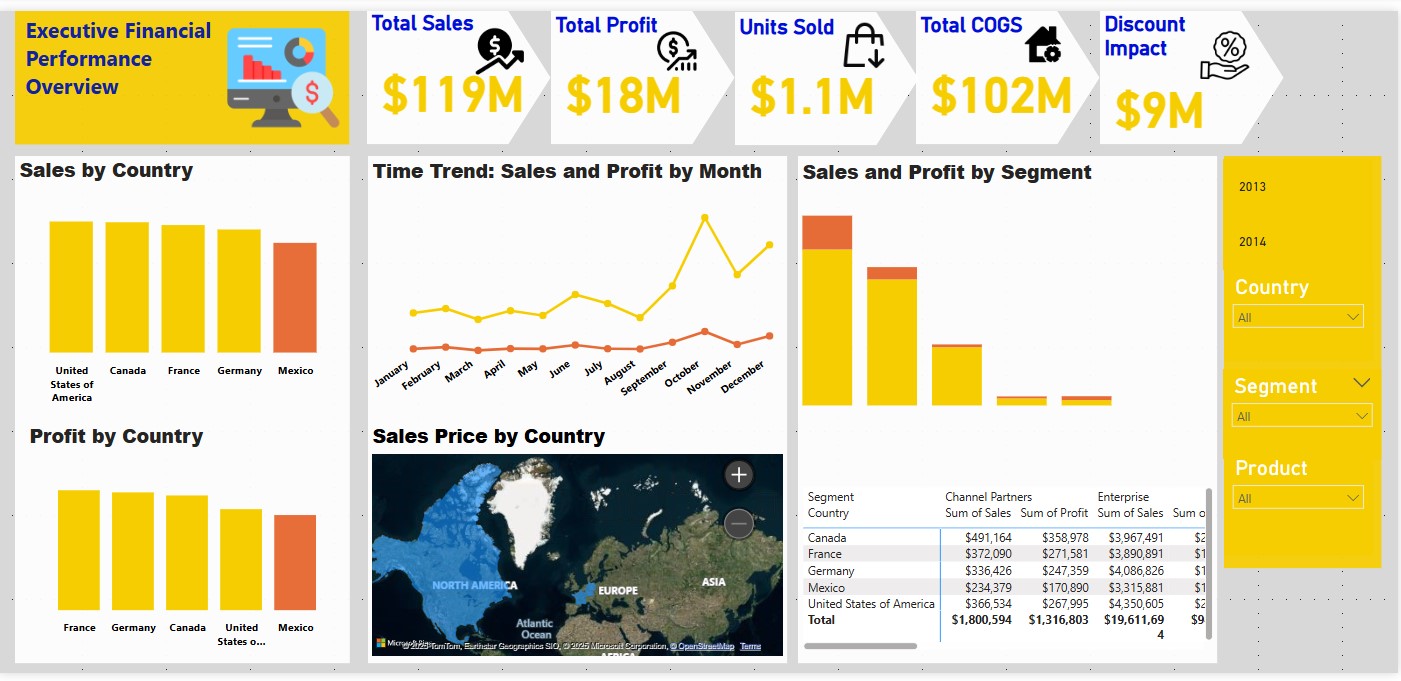 Executive Financial
Performance
Overview
Total Sales
$119M
Total Profit
$18M
Units Sold
$1.1M
Total COGS
$102M
Discount
Impact
$9M
Sales by Country
United
States of
America
Canada
France
Germany
Mexico
Profit by Country
France
Germany
Canada
United
States o...
Mexico
Time Trend: Sales and Profit by Month
January
February
March
April
May
June
July
August
September
October
November
December
Sales Price by Country
NORTH AMERICA
EUROPE
ASIA
Atlantic
Ocean
AFRICA
© 2025 TomTom, Earthstar Geographics SIO, © 2025 Microsoft Corporation, © OpenStreetMap Terms
Sales and Profit by Segment
Segment Channel Partners Enterprise
Country Sum of Sales Sum of Profit Sum of Sales Sum o
Canada $491,164 $358,978 $3,967,491 $2
France $372,090 $271,581 $3,890,891 $1
Germany $336,426 $247,359 $4,086,826 $1
Mexico $234,379 $170,890 $3,315,881 $1
United States of America $366,534 $267,995 $4,350,605 $2
Total $1,800,594 $1,316,803 $19,611,69 $9
4
2013
2014
Country
All
Segment
All
Product
All